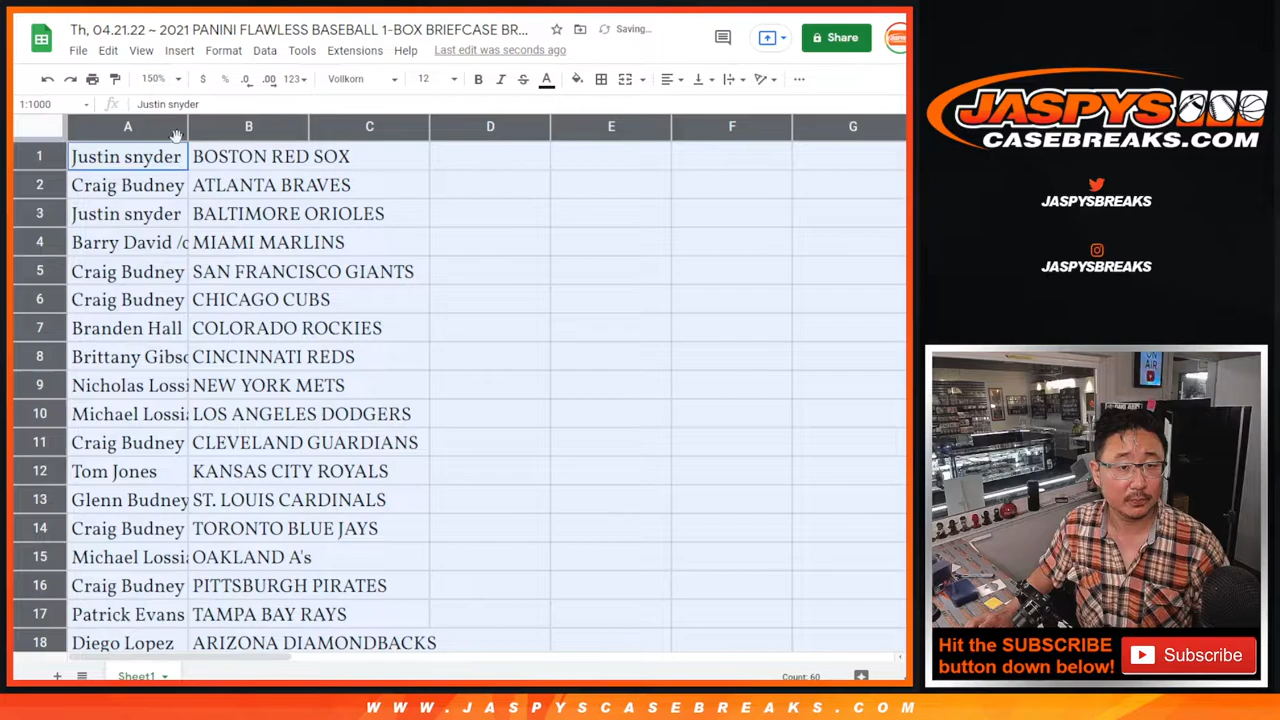 Th, 04.21.22 ~ 2021 PANINI FLAWLESS BASEBALL 1-BOX BRIEFCASE BR...
Saving...
File Edit View Insert Format Data Tools Extensions Help Last edit was seconds ago
Share
150% $ % .0 .00 123 Vollkorn 12 B I S A
1:1000 fx Justin snyder
A B C D E F G
1 Justin snyder BOSTON RED SOX
2 Craig Budney ATLANTA BRAVES
3 Justin snyder BALTIMORE ORIOLES
4 Barry David /c MIAMI MARLINS
5 Craig Budney SAN FRANCISCO GIANTS
6 Craig Budney CHICAGO CUBS
7 Branden Hall COLORADO ROCKIES
8 Brittany Gibso CINCINNATI REDS
9 Nicholas Lossi NEW YORK METS
10 Michael Lossia LOS ANGELES DODGERS
11 Craig Budney CLEVELAND GUARDIANS
12 Tom Jones KANSAS CITY ROYALS
13 Glenn Budney ST. LOUIS CARDINALS
14 Craig Budney TORONTO BLUE JAYS
15 Michael Lossia OAKLAND A's
16 Craig Budney PITTSBURGH PIRATES
17 Patrick Evans TAMPA BAY RAYS
18 Diego Lopez ARIZONA DIAMONDBACKS
Sheet1
Count: 60
JASPYS
CASEBREAKS.COM
JASPYSBREAKS
JASPYSBREAKS
ON
AIR
Hit the SUBSCRIBE
button down below!
Subscribe
WWW.JASPYSCASEBREAKS.COM